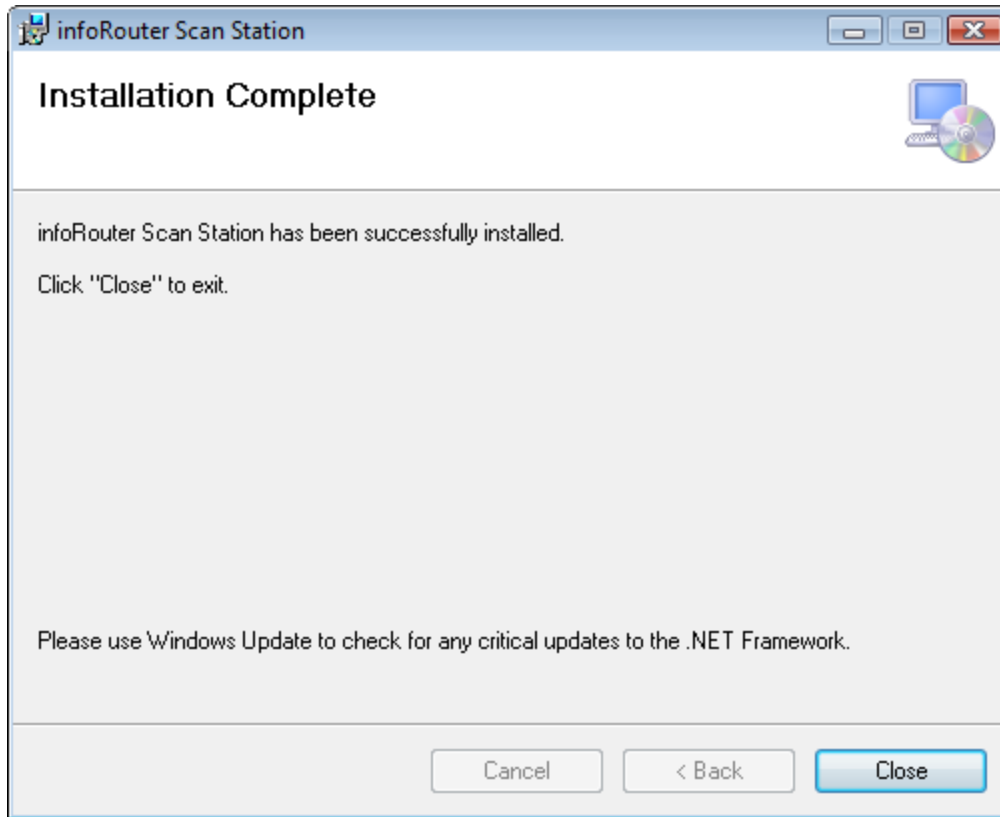 infoRouter Scan Station
Installation Complete
infoRouter Scan Station has been successfully installed.
Click "Close" to exit.
Please use Windows Update to check for any critical updates to the .NET Framework.
Cancel
< Back
Close